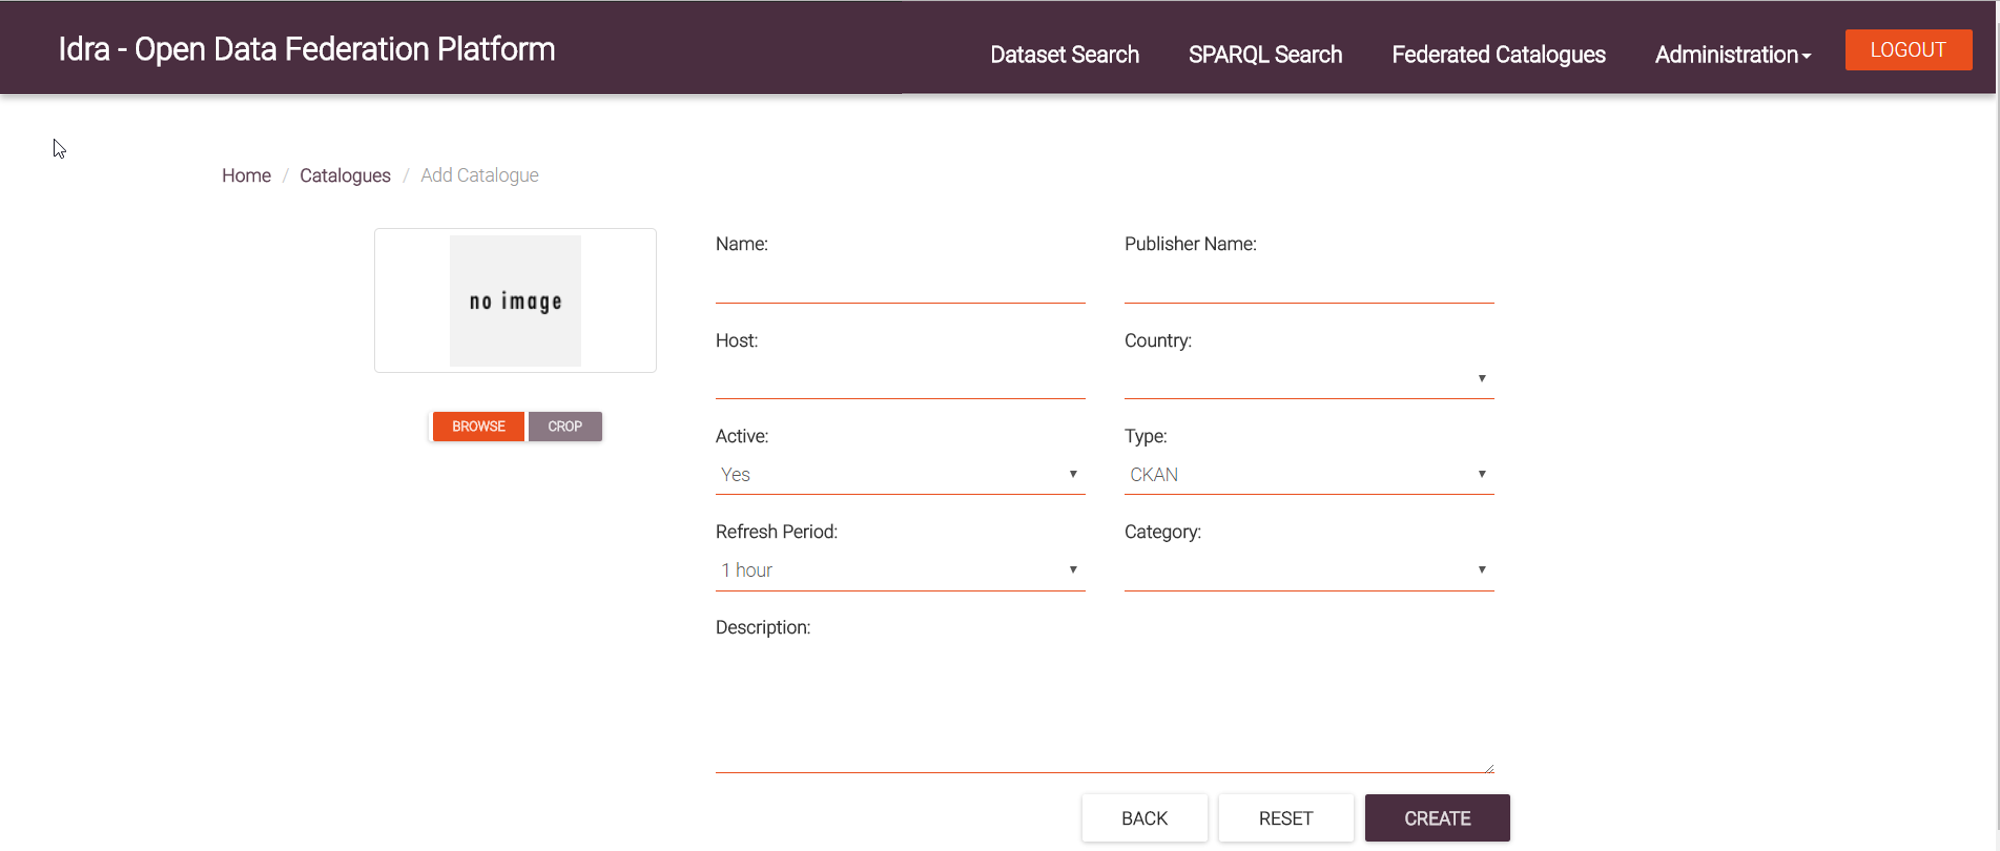 Idra - Open Data Federation Platform
Dataset Search SPARQL Search Federated Catalogues Administration LOGOUT
Home / Catalogues / Add Catalogue
no image
BROWSE CROP
Name: Publisher Name:
Host: Country:
Active: Type:
Yes CKAN
Refresh Period: Category:
1 hour
Description:
BACK RESET CREATE